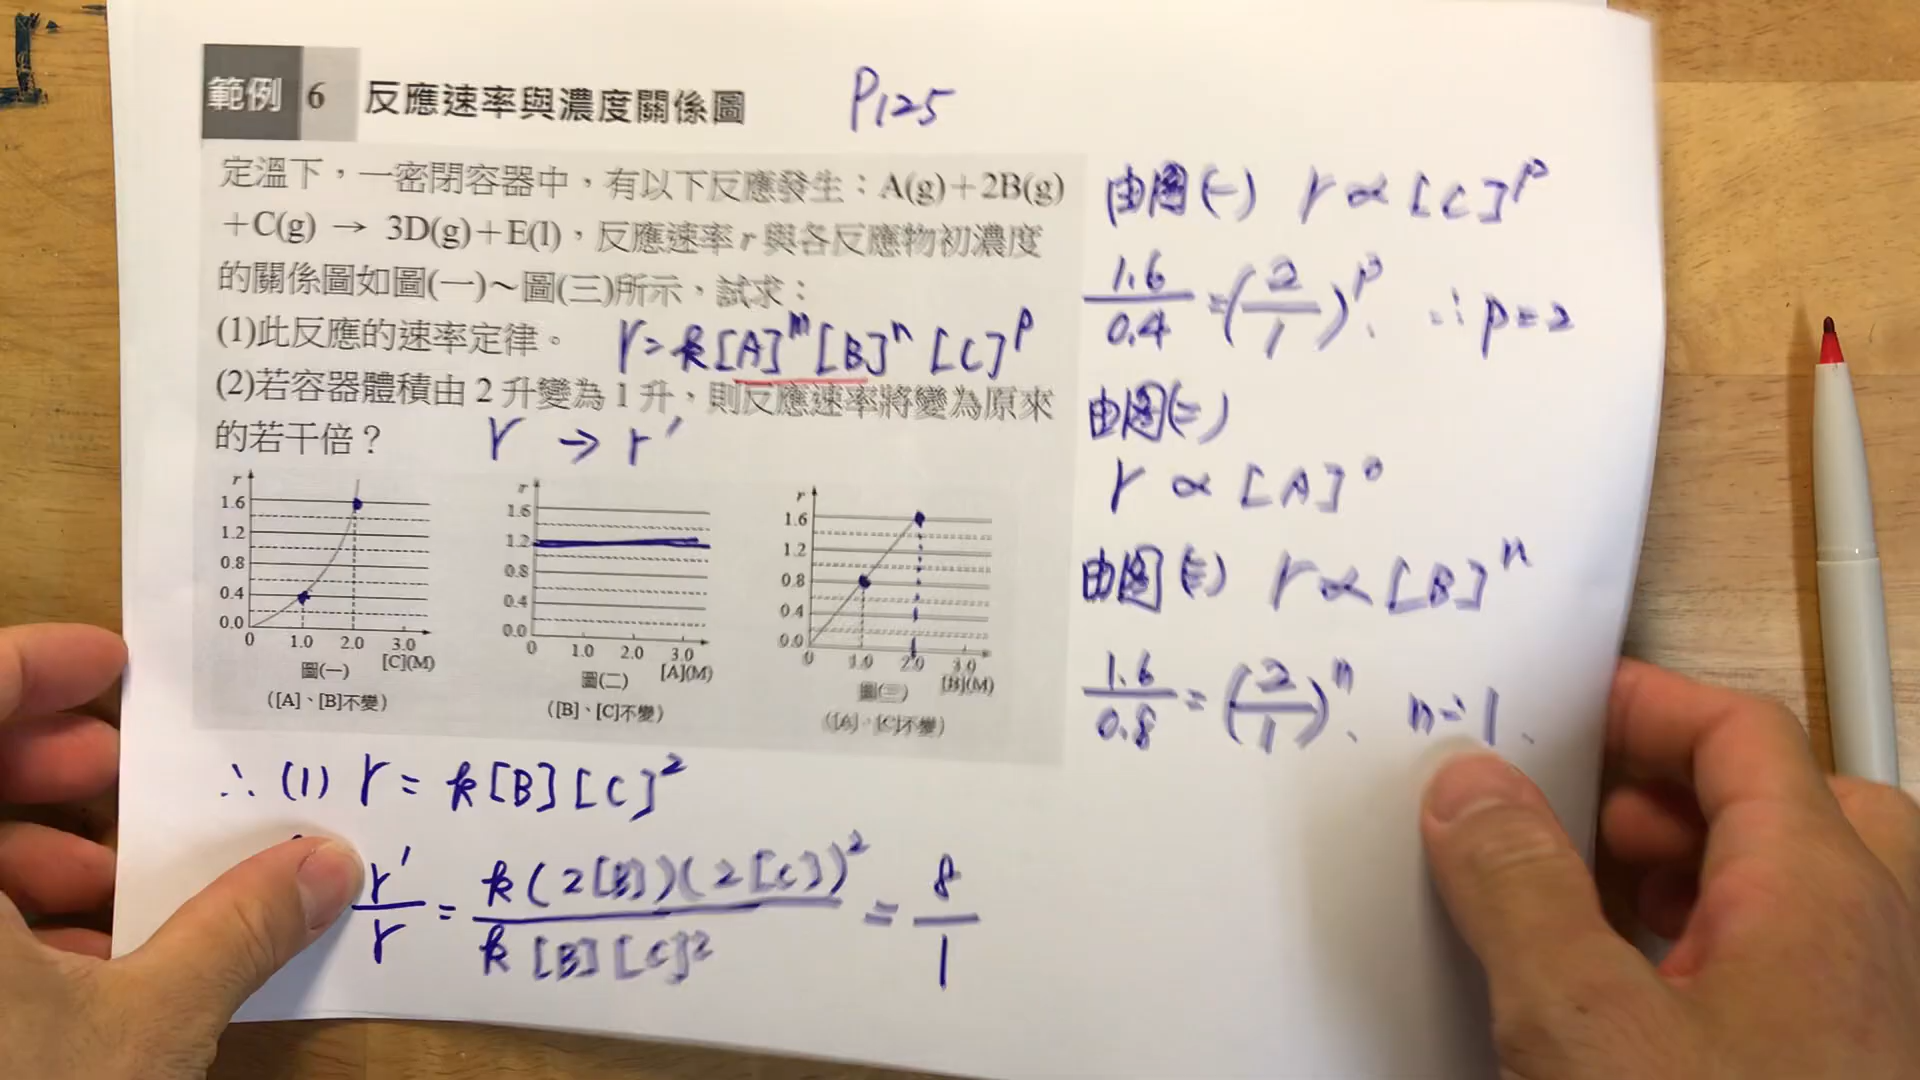 範例 6 反應速率與濃度關係圖 P125
定溫下，一密閉容器中，有以下反應發生：A(g)＋2B(g)
＋C(g) → 3D(g)＋E(l)，反應速率 r 與各反應物初濃度
的關係圖如圖(一)～圖(三)所示，試求：
(1)此反應的速率定律。 r = k[A]^m [B]^n [C]^p
(2)若容器體積由 2 升變為 1 升，則反應速率將變為原來
的若干倍？ r → r'
r
1.6
1.2
0.8
0.4
0.0
0 1.0 2.0 3.0
[C](M)
圖(一)
([A]、[B]不變)
r
1.6
1.2
0.8
0.4
0.0
0 1.0 2.0 3.0
[A](M)
圖(二)
([B]、[C]不變)
r
1.6
1.2
0.8
0.4
0.0
0 1.0 2.0 3.0
[B](M)
圖(三)
([A]、[C]不變)
∴ (1) r = k[B][C]^2
r'/r = k(2[B])(2[C])^2 / k[B][C]^2 = 8/1
由图(一) r ∝ [C]^p
1.6/0.4 = (2/1)^p . ∴ p = 2
由图(二)
r ∝ [A]^0
由图(三) r ∝ [B]^n
1.6/0.8 = (2/1)^n . n = 1 .